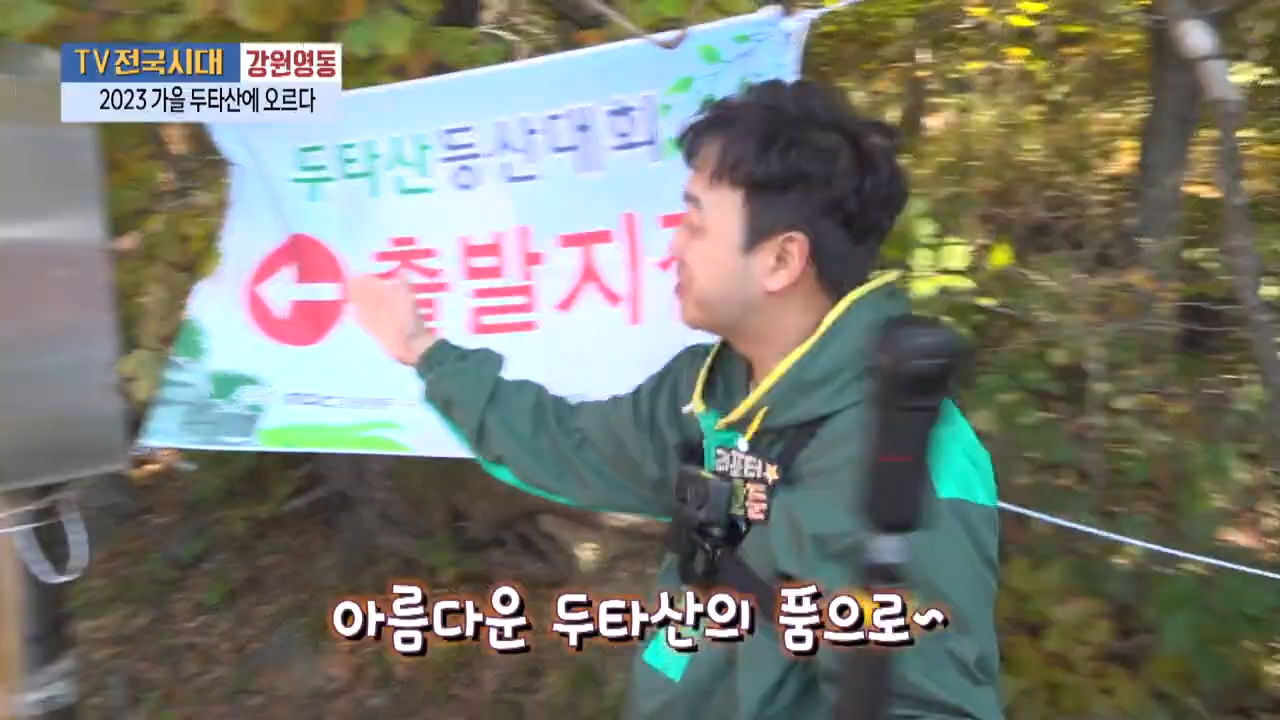 TV전국시대 강원영동
2023 가을 두타산에 오르다
두타산등산대회
출발지
아름다운 두타산의 품으로~